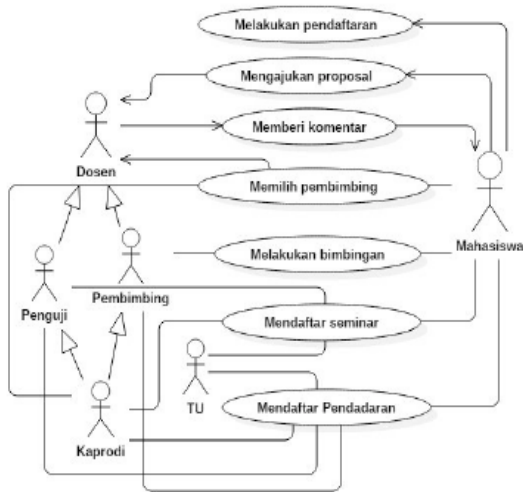 Melakukan pendaftaran
Mengajukan proposal
Memberi komentar
Dosen
Memilih pembimbing
Mahasiswa
Melakukan bimbingan
Pembimbing
Penguji
Mendaftar seminar
TU
Mendaftar Pendadaran
Kaprodi